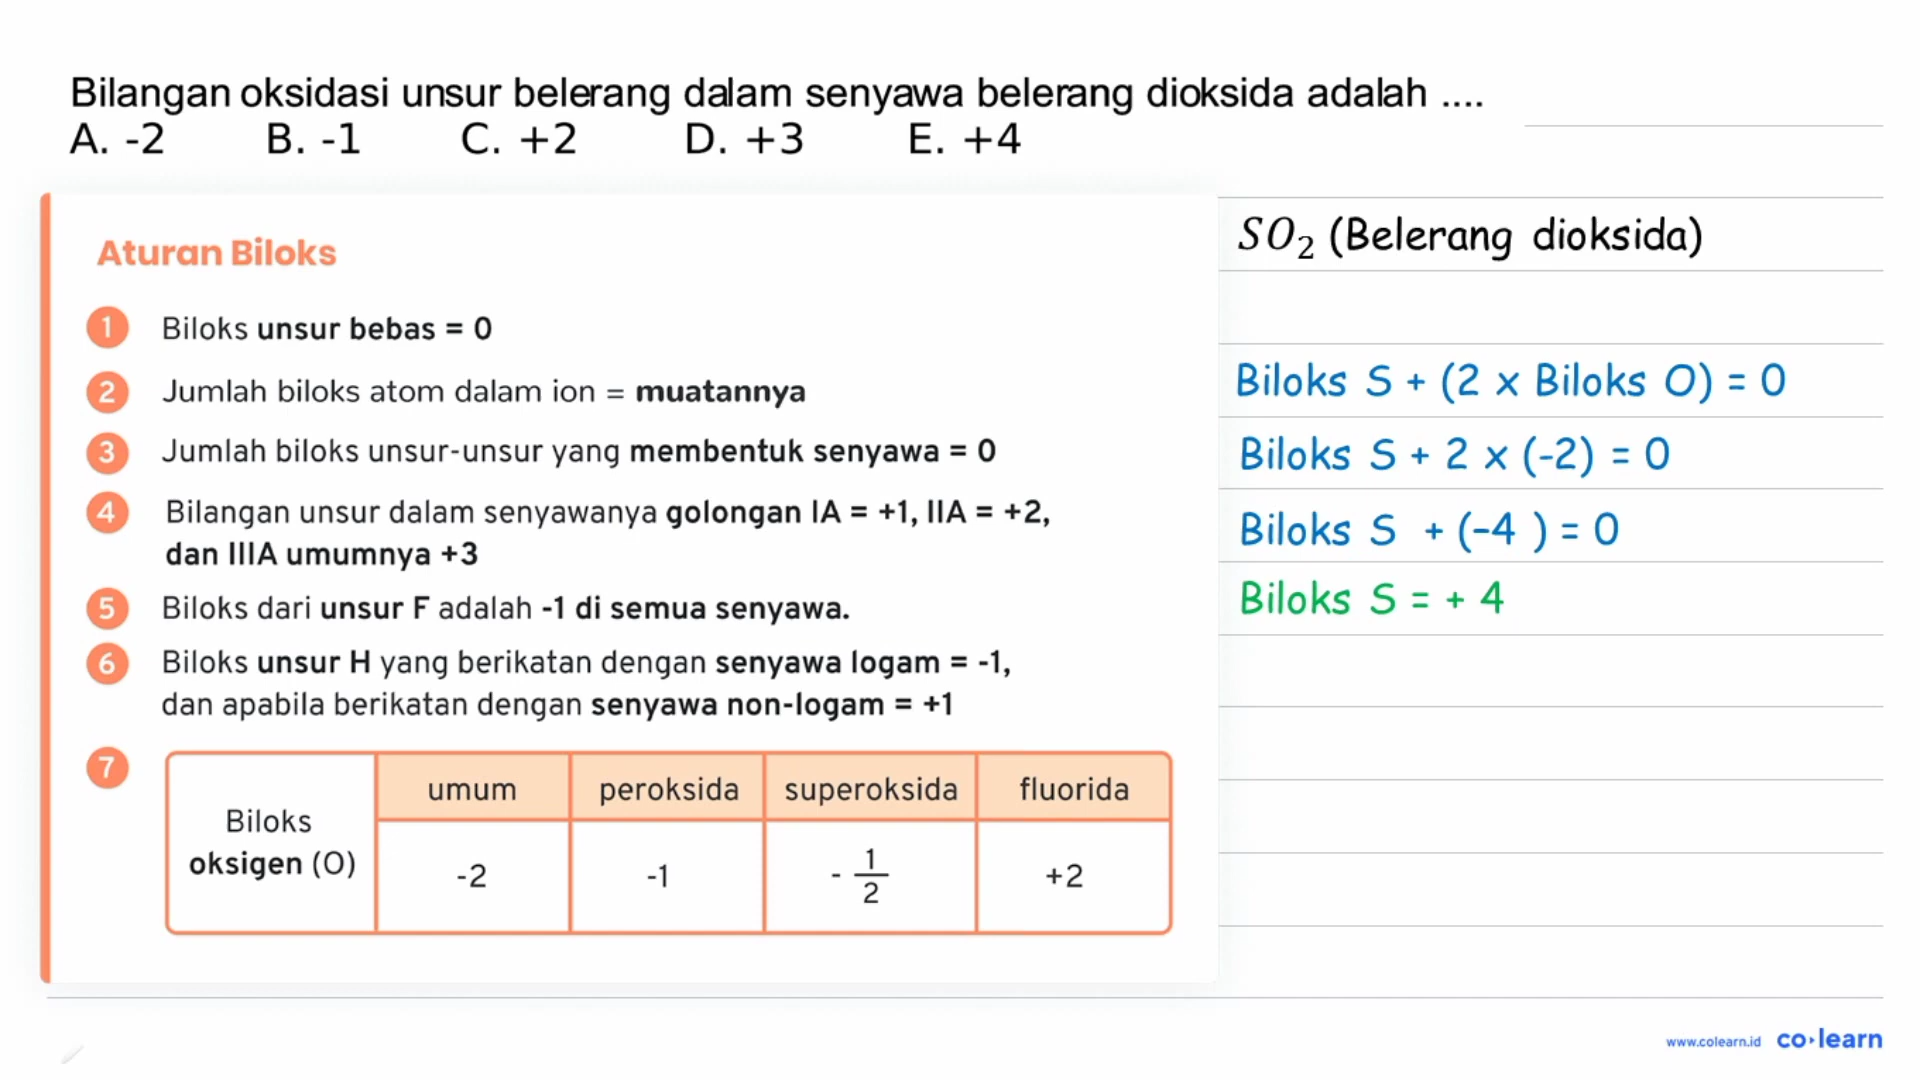 Bilangan oksidasi unsur belerang dalam senyawa belerang dioksida adalah ....
A. -2 B. -1 C. +2 D. +3 E. +4
Aturan Biloks
1 Biloks unsur bebas = 0
2 Jumlah biloks atom dalam ion = muatannya
3 Jumlah biloks unsur-unsur yang membentuk senyawa = 0
4 Bilangan unsur dalam senyawanya golongan IA = +1, IIA = +2,
dan IIIA umumnya +3
5 Biloks dari unsur F adalah -1 di semua senyawa.
6 Biloks unsur H yang berikatan dengan senyawa logam = -1,
dan apabila berikatan dengan senyawa non-logam = +1
7 Biloks
oksigen (O)
umum peroksida superoksida fluorida
-2 -1 - 1/2 +2
SO₂ (Belerang dioksida)
Biloks S + (2 x Biloks O) = 0
Biloks S + 2 x (-2) = 0
Biloks S + (-4 ) = 0
Biloks S = + 4
www.colearn.id co·learn